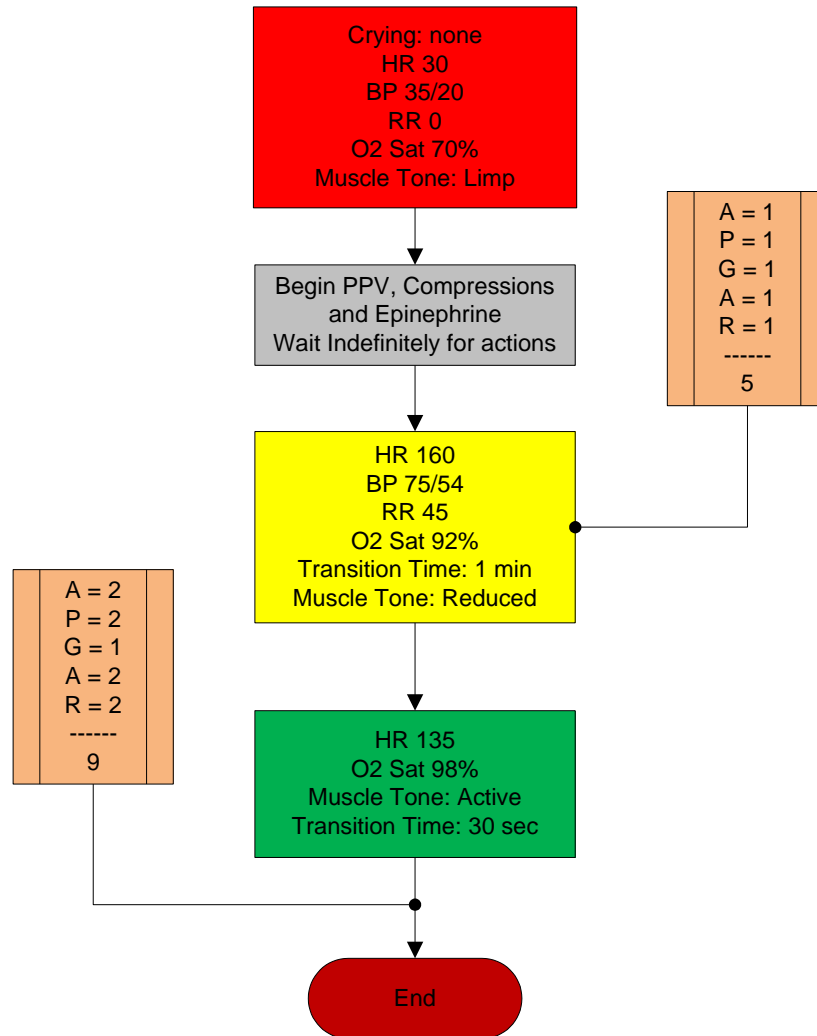 Crying: none
HR 30
BP 35/20
RR 0
O2 Sat 70%
Muscle Tone: Limp
A = 1
P = 1
G = 1
A = 1
R = 1
------
5
Begin PPV, Compressions
and Epinephrine
Wait Indefinitely for actions
HR 160
BP 75/54
RR 45
O2 Sat 92%
Transition Time: 1 min
Muscle Tone: Reduced
A = 2
P = 2
G = 1
A = 2
R = 2
------
9
HR 135
O2 Sat 98%
Muscle Tone: Active
Transition Time: 30 sec
End